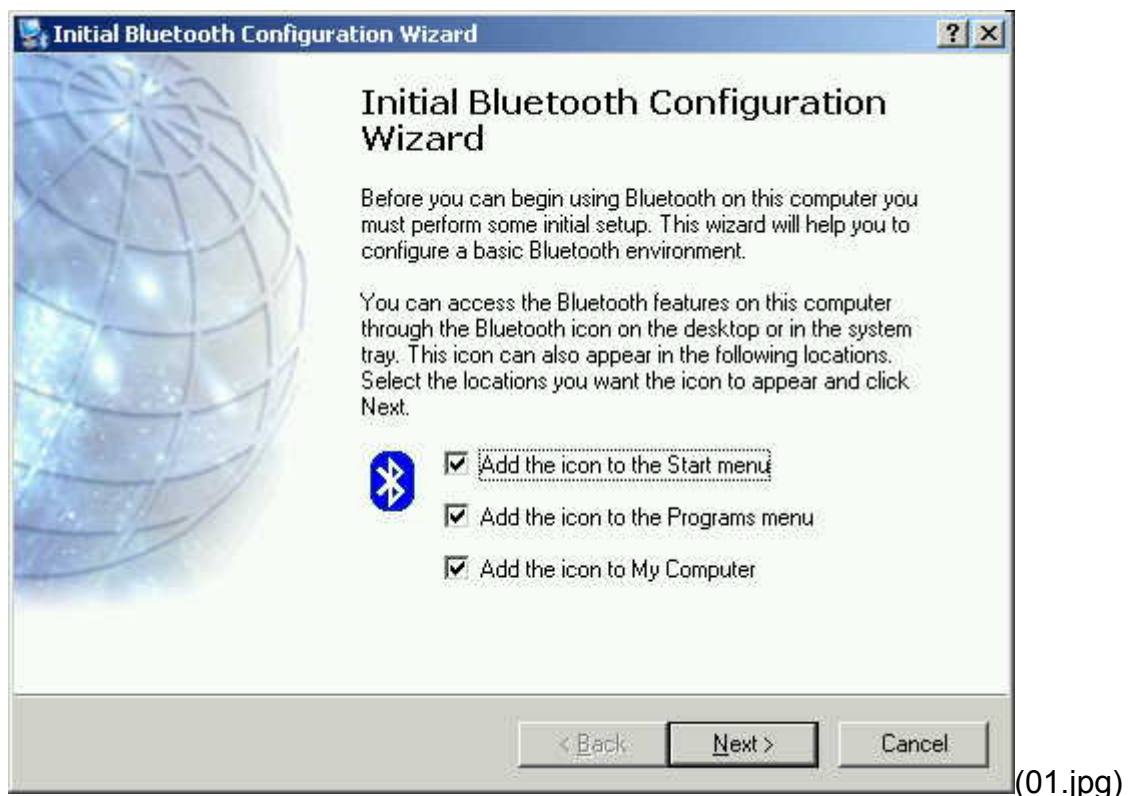 Initial Bluetooth Configuration Wizard
Initial Bluetooth Configuration
Wizard
Before you can begin using Bluetooth on this computer you
must perform some initial setup. This wizard will help you to
configure a basic Bluetooth environment.
You can access the Bluetooth features on this computer
through the Bluetooth icon on the desktop or in the system
tray. This icon can also appear in the following locations.
Select the locations you want the icon to appear and click
Next.
Add the icon to the Start menu
Add the icon to the Programs menu
Add the icon to My Computer
< Back
Next >
Cancel
(01.jpg)